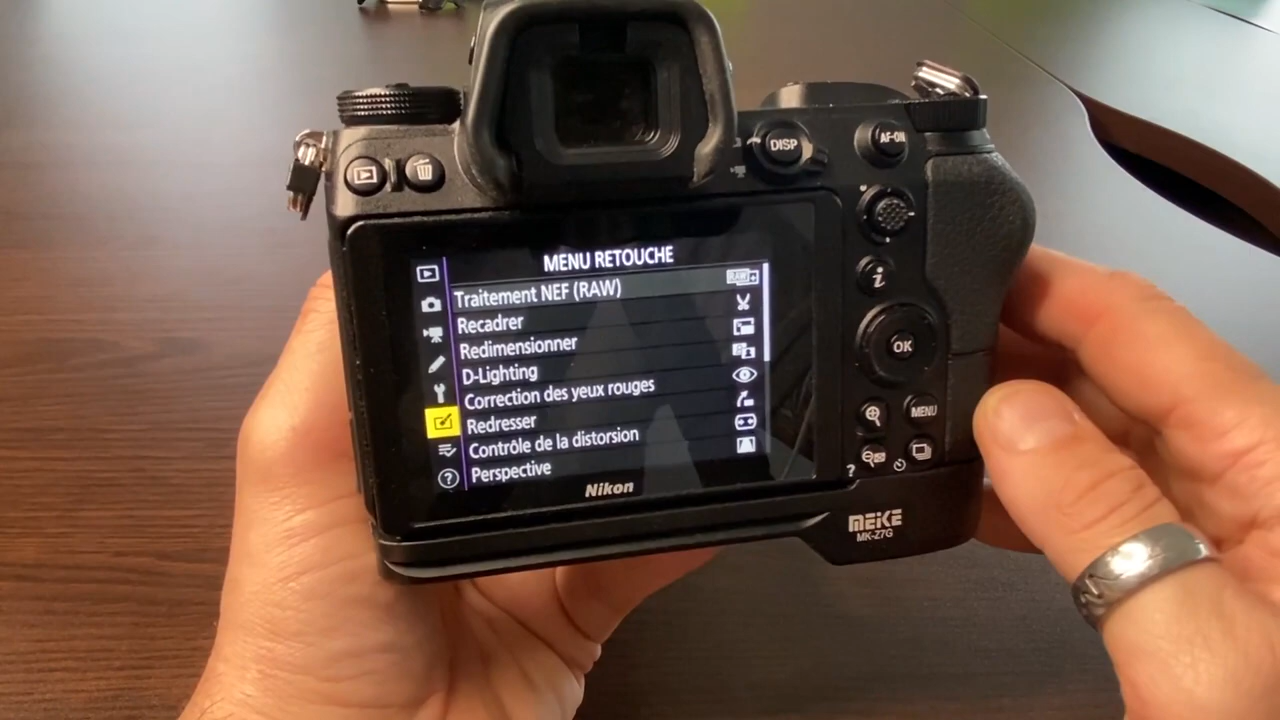 DISP
AF-ON
MENU RETOUCHE
Traitement NEF (RAW)
RAW+
Recadrer
Redimensionner
D-Lighting
Correction des yeux rouges
Redresser
Contrôle de la distorsion
Perspective
?
Nikon
i
OK
MENU
?
MEIKE
MK-Z7G